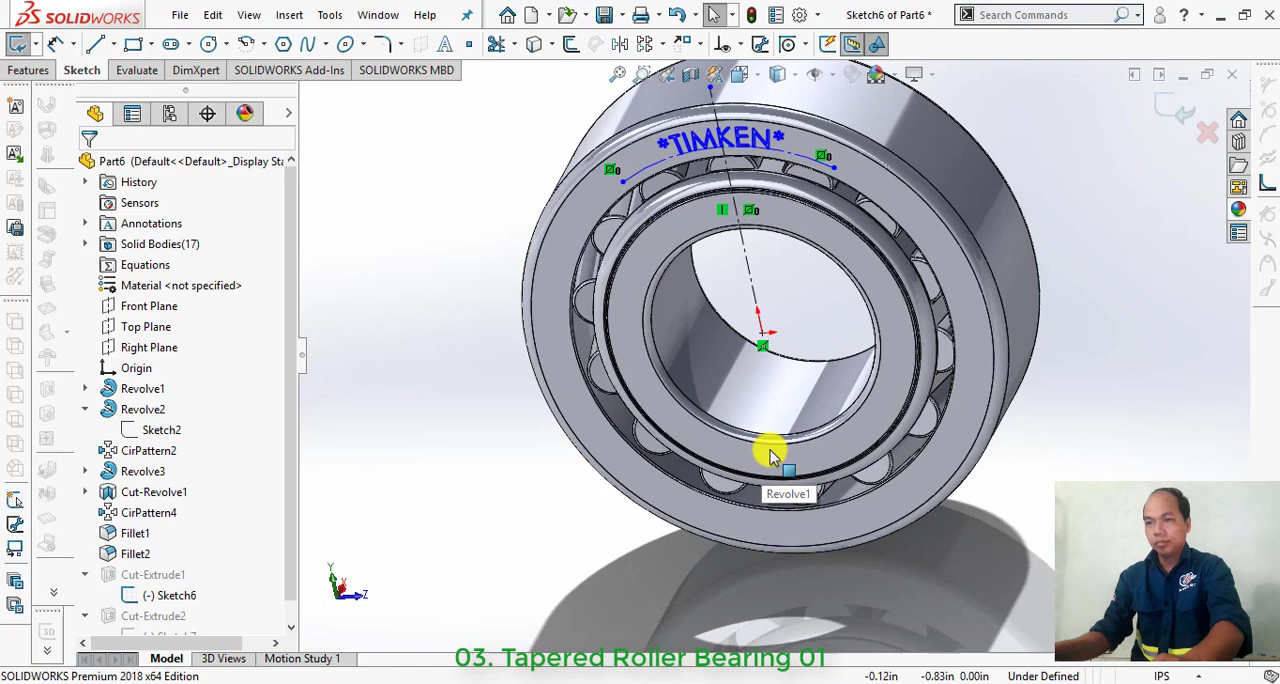 SOLIDWORKS
File
Edit
View
Insert
Tools
Window
Help
Sketch6 of Part6 *
Search Commands
?
Features
Sketch
Evaluate
DimXpert
SOLIDWORKS Add-Ins
SOLIDWORKS MBD
Part6 (Default<<Default>_Display Sta
History
Sensors
Annotations
Solid Bodies(17)
Equations
Material <not specified>
Front Plane
Top Plane
Right Plane
Origin
Revolve1
Revolve2
Sketch2
CirPattern2
Revolve3
Cut-Revolve1
CirPattern4
Fillet1
Fillet2
Cut-Extrude1
(-) Sketch6
Cut-Extrude2
*TIMKEN*
Revolve1
Y
X
Z
Model
3D Views
Motion Study 1
03. Tapered Roller Bearing 01
SOLIDWORKS Premium 2018 x64 Edition
-0.12in
-0.83in
0.00in
Under Defined
IPS